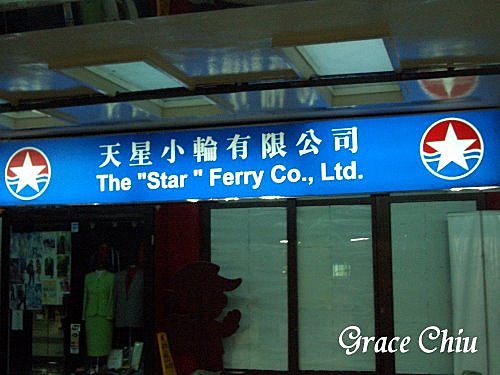 天星小輪有限公司
The "Star " Ferry Co., Ltd.
Grace Chiu